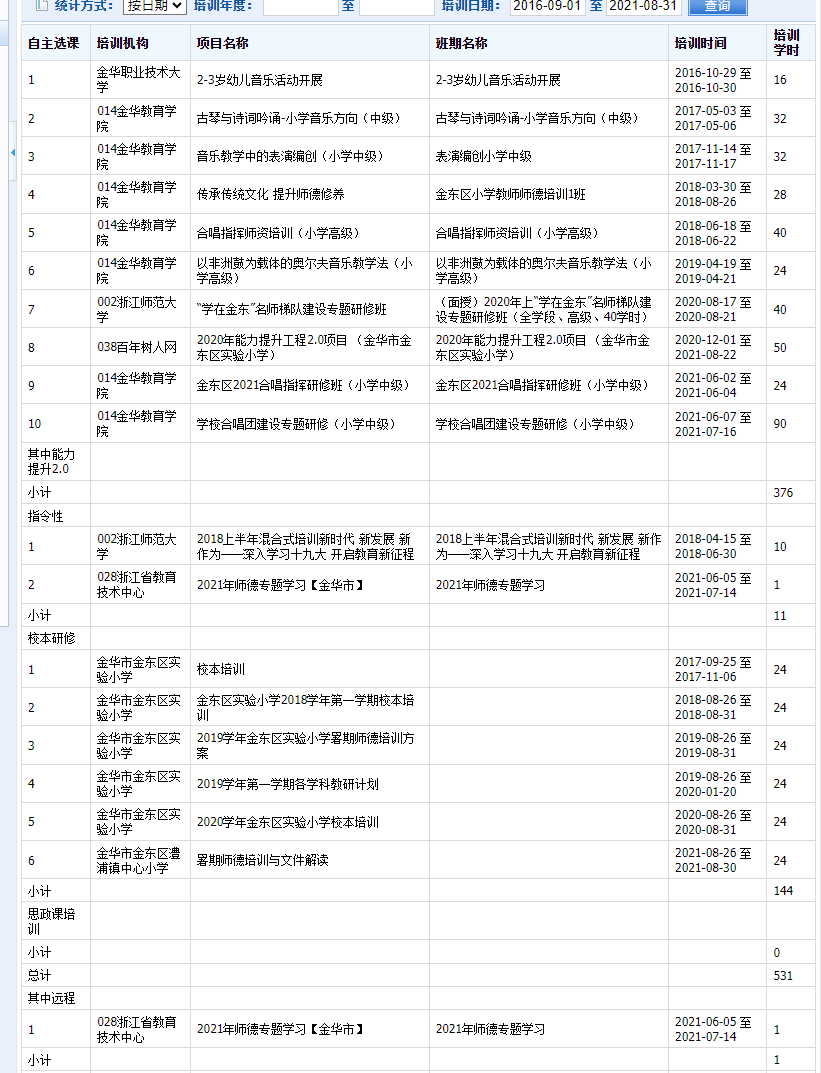 统计方式： 按日期 培训年度： 至 培训日期： 2016-09-01 至 2021-08-31 查询
自主选课 培训机构 项目名称 班期名称 培训时间 培训
学时
1 金华职业技术大 2-3岁幼儿音乐活动开展 2-3岁幼儿音乐活动开展 2016-10-29 至 16
学 2016-10-30
2 014金华教育学 古琴与诗词吟诵-小学音乐方向（中级） 古琴与诗词吟诵-小学音乐方向（中级） 2017-05-03 至 32
院 2017-05-06
3 014金华教育学 音乐教学中的表演编创（小学中级） 表演编创小学中级 2017-11-14 至 32
院 2017-11-17
4 014金华教育学 传承传统文化 提升师德修养 金东区小学教师师德培训1班 2018-03-30 至 28
院 2018-08-26
5 014金华教育学 合唱指挥师资培训（小学高级） 合唱指挥师资培训（小学高级） 2018-06-18 至 40
院 2018-06-22
6 014金华教育学 以非洲鼓为载体的奥尔夫音乐教学法（小 以非洲鼓为载体的奥尔夫音乐教学法（小 2019-04-19 至 24
院 学高级） 学高级） 2019-04-21
7 002浙江师范大 “学在金东”名师梯队建设专题研修班 （面授）2020年上“学在金东”名师梯队建 2020-08-17 至 40
学 设专题研修班（全学段、高级、40学时） 2020-08-21
8 038百年树人网 2020年能力提升工程2.0项目 （金华市金 2020年能力提升工程2.0项目 （金华市金 2020-12-01 至 50
东区实验小学） 东区实验小学） 2021-08-22
9 014金华教育学 金东区2021合唱指挥研修班（小学中级） 金东区2021合唱指挥研修班（小学中级） 2021-06-02 至 24
院 2021-06-04
10 014金华教育学 学校合唱团建设专题研修（小学中级） 学校合唱团建设专题研修（小学中级） 2021-06-07 至 90
院 2021-07-16
其中能力
提升2.0
小计 376
指令性
1 002浙江师范大 2018上半年混合式培训新时代 新发展 新 2018上半年混合式培训新时代 新发展 新作 2018-04-15 至 10
学 作为——深入学习十九大 开启教育新征程 为——深入学习十九大 开启教育新征程 2018-06-30
2 028浙江省教育 2021年师德专题学习【金华市】 2021年师德专题学习 2021-06-05 至 1
技术中心 2021-07-14
小计 11
校本研修
1 金华市金东区实 校本培训 2017-09-25 至 24
验小学 2017-11-06
2 金华市金东区实 金东区实验小学2018学年第一学期校本培 2018-08-26 至 24
验小学 训 2018-08-31
3 金华市金东区实 2019学年金东区实验小学暑期师德培训方 2019-08-26 至 24
验小学 案 2019-08-31
4 金华市金东区实 2019学年第一学期各学科教研计划 2019-08-26 至 24
验小学 2020-01-20
5 金华市金东区实 2020学年金东区实验小学校本培训 2020-08-26 至 24
验小学 2020-08-31
6 金华市金东区澧 暑期师德培训与文件解读 2021-08-26 至 24
浦镇中心小学 2021-08-30
小计 144
思政课培
训
小计 0
总计 531
其中远程
1 028浙江省教育 2021年师德专题学习【金华市】 2021年师德专题学习 2021-06-05 至 1
技术中心 2021-07-14
小计 1